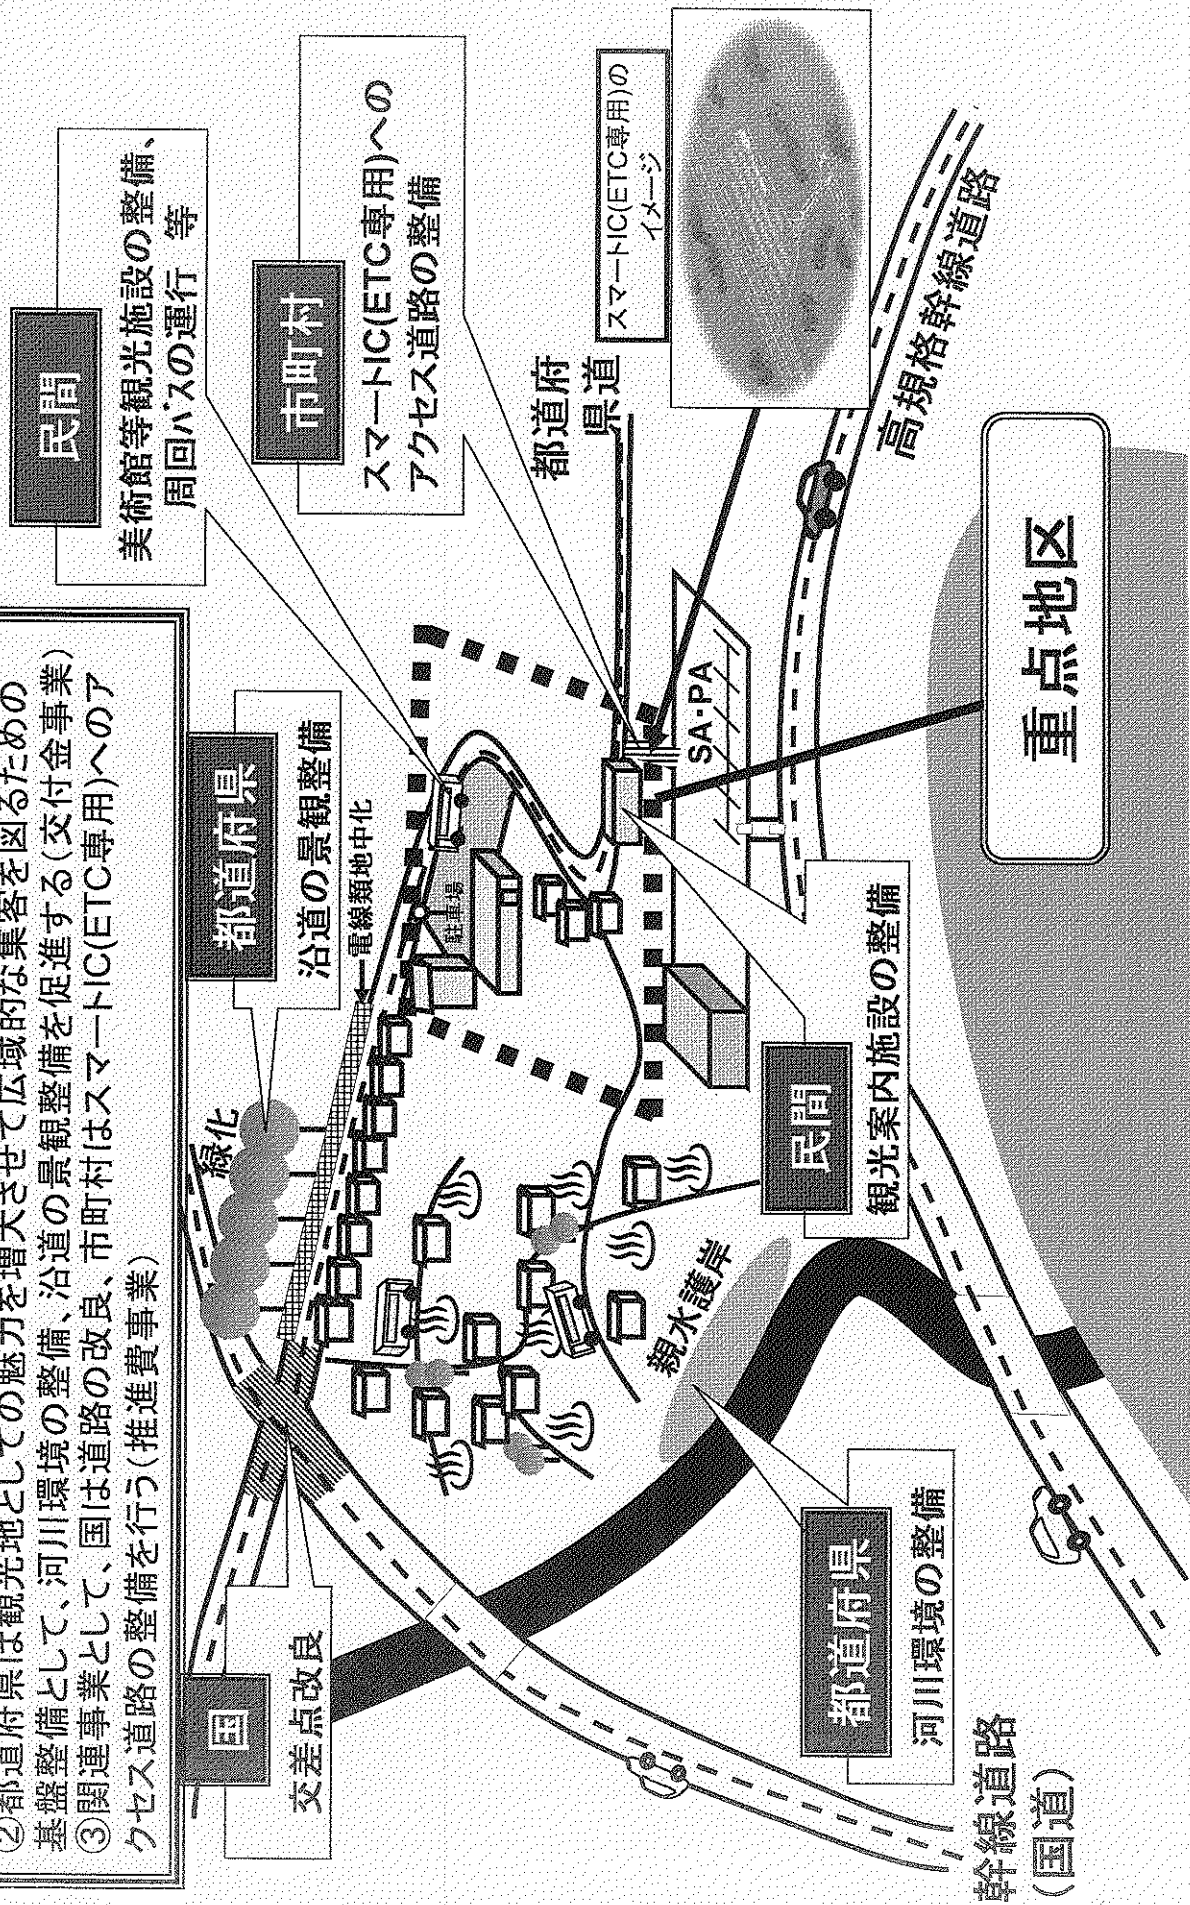 ②都道府県は観光地としての魅力を増大させて広域的な集客を図るための
基盤整備として、河川環境の整備、沿道の景観整備を促進する(交付金事業)
③関連事業として、国は道路の改良、市町村はスマートIC(ETC専用)へのア
クセス道路の整備を行う(推進費事業)
国
交差点改良
緑化
都道府県
沿道の景観整備
電線類地中化
民間
美術館等観光施設の整備、
周回バスの運行 等
市町村
スマートIC(ETC専用)への
アクセス道路の整備
駐車場
都道府
県道
スマートIC(ETC専用)の
イメージ
SA・PA
高規格幹線道路
親水護岸
民間
観光案内施設の整備
重点地区
都道府県
河川環境の整備
幹線道路
(国道)